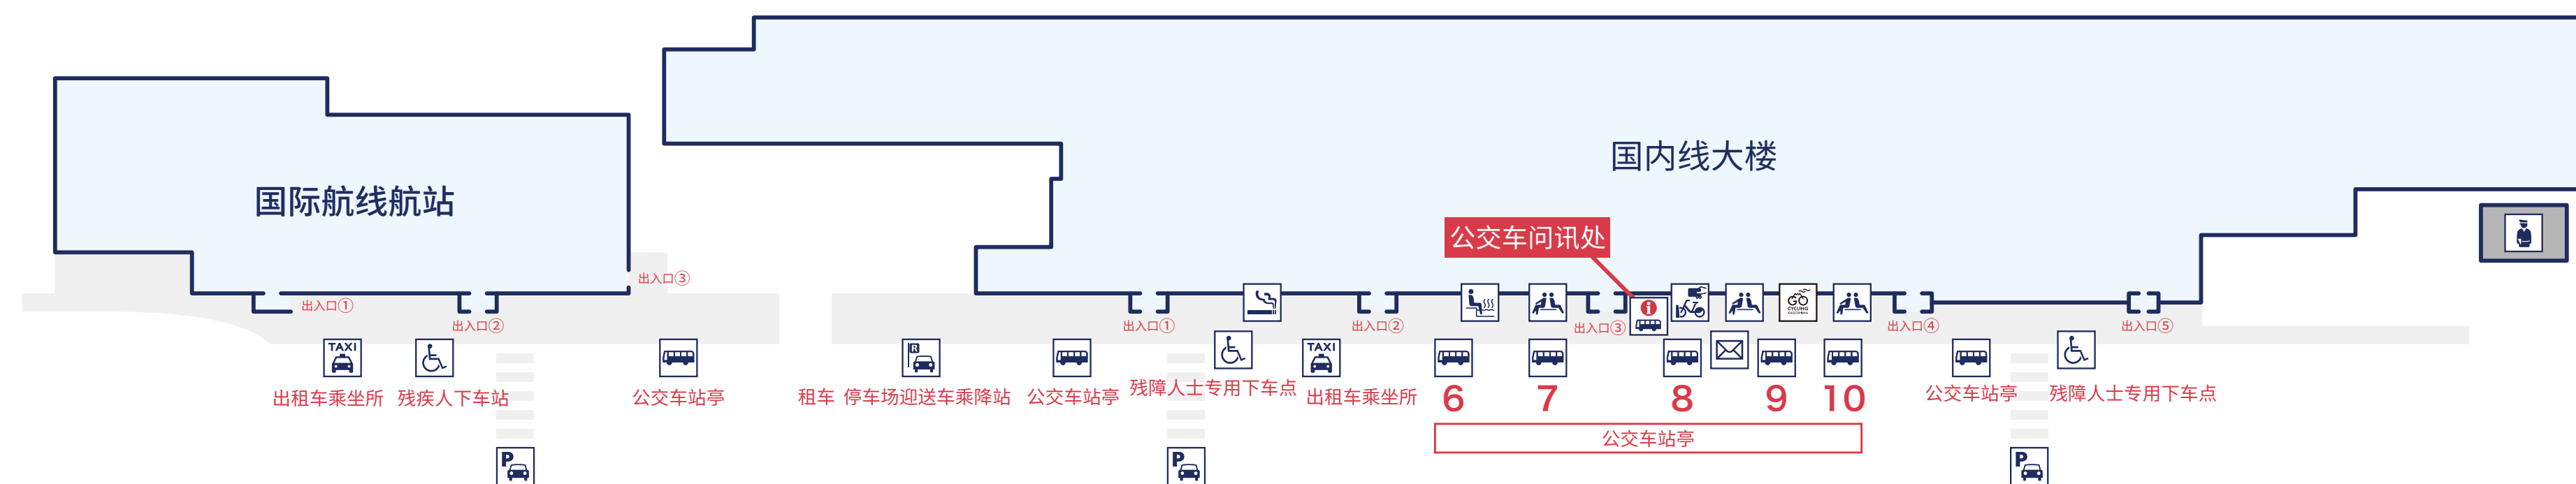 国内线大楼
国际航线航站
公交车问讯处
出入口③
出入口①
出入口②
出入口①
出入口②
出入口③
出入口④
出入口⑤
TAXI
出租车乘坐所
残疾人下车站
公交车站亭
R
租车 停车场迎送车乘降站
公交车站亭
残障人士专用下车点
TAXI
出租车乘坐所
6
7
8
9
10
公交车站亭
公交车站亭
残障人士专用下车点
GO
CYCLING
P
P
P